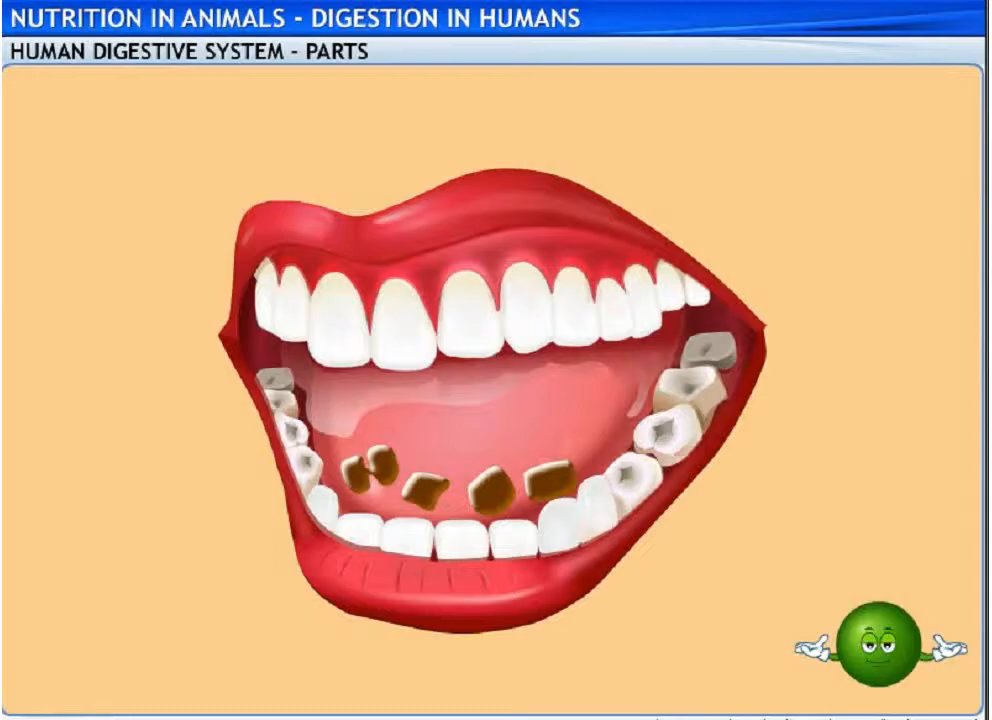 NUTRITION IN ANIMALS - DIGESTION IN HUMANS
HUMAN DIGESTIVE SYSTEM - PARTS